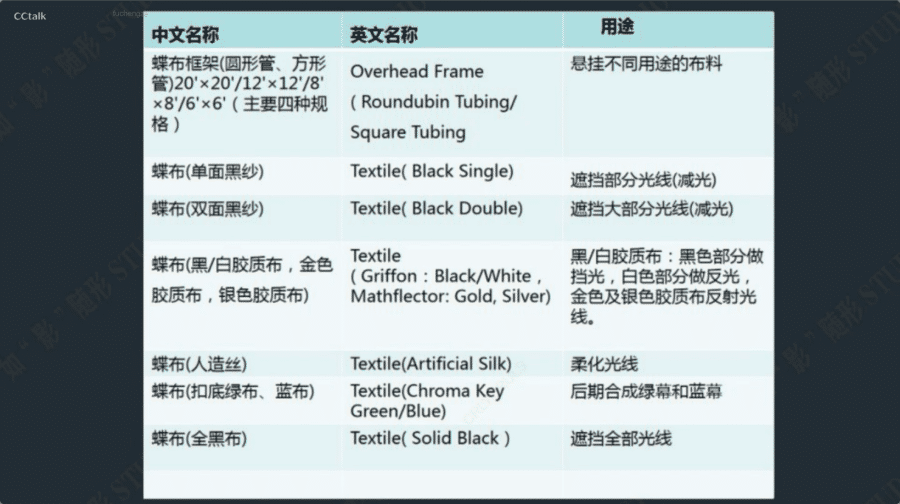 CCtalk
中文名称
英文名称
用途
蝶布框架(圆形管、方形
管)20'×20'/12'×12'/8'
×8'/6'×6'（主要四种规
格）
Overhead Frame
( Roundubin Tubing/
Square Tubing
悬挂不同用途的布料
蝶布(单面黑纱)
Textile( Black Single)
遮挡部分光线(减光)
蝶布(双面黑纱)
Textile( Black Double)
遮挡大部分光线(减光)
蝶布(黑/白胶质布，金色
胶质布，银色胶质布)
Textile
( Griffon：Black/White，
Mathflector: Gold, Silver)
黑/白胶质布：黑色部分做
挡光，白色部分做反光，
金色及银色胶质布反射光
线。
蝶布(人造丝)
Textile(Artificial Silk)
柔化光线
蝶布(扣底绿布、蓝布)
Textile(Chroma Key
Green/Blue)
后期合成绿幕和蓝幕
蝶布(全黑布)
Textile( Solid Black )
遮挡全部光线